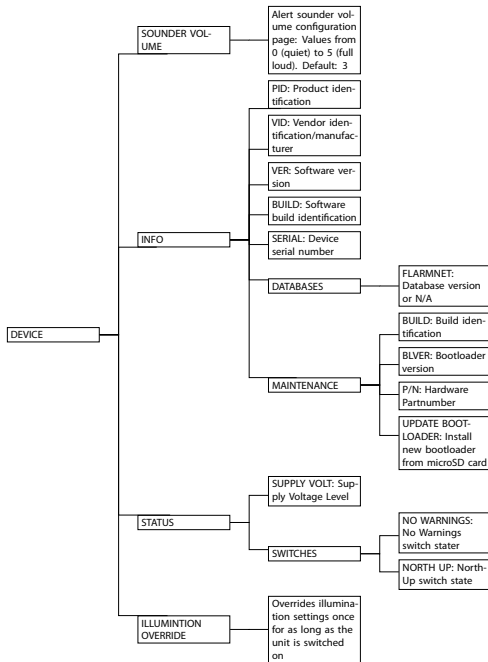 SOUNDER VOL-
UME
Alert sounder vol-
ume configuration
page: Values from
0 (quiet) to 5 (full
loud). Default: 3
PID: Product iden-
tification
VID: Vendor iden-
tification/manufac-
turer
VER: Software ver-
sion
BUILD: Software
build identification
INFO
SERIAL: Device
serial number
DATABASES
FLARMNET:
Database version
or N/A
DEVICE
BUILD: Build iden-
tification
BLVER: Bootloader
version
MAINTENANCE
P/N: Hardware
Partnumber
UPDATE BOOT-
LOADER: Install
new bootloader
from microSD card
SUPPLY VOLT: Sup-
ply Voltage Level
STATUS
SWITCHES
NO WARNINGS:
No Warnings
switch stater
NORTH UP: North-
Up switch state
ILLUMINTION
OVERRIDE
Overrides illumina-
tion settings once
for as long as the
unit is switched
on